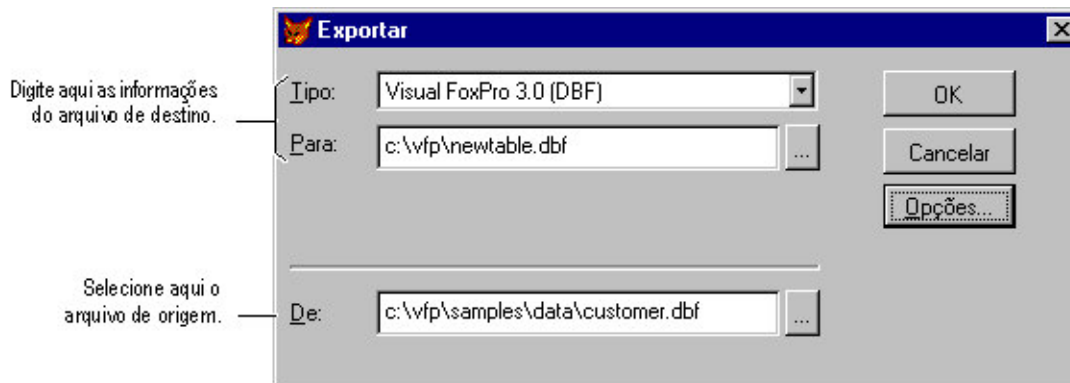 Exportar
Digite aqui as informações
do arquivo de destino.
Tipo:
Visual FoxPro 3.0 (DBF)
OK
Para:
c:\vfp\newtable.dbf
...
Cancelar
Opções...
Selecione aqui o
arquivo de origem.
De:
c:\vfp\samples\data\customer.dbf
...